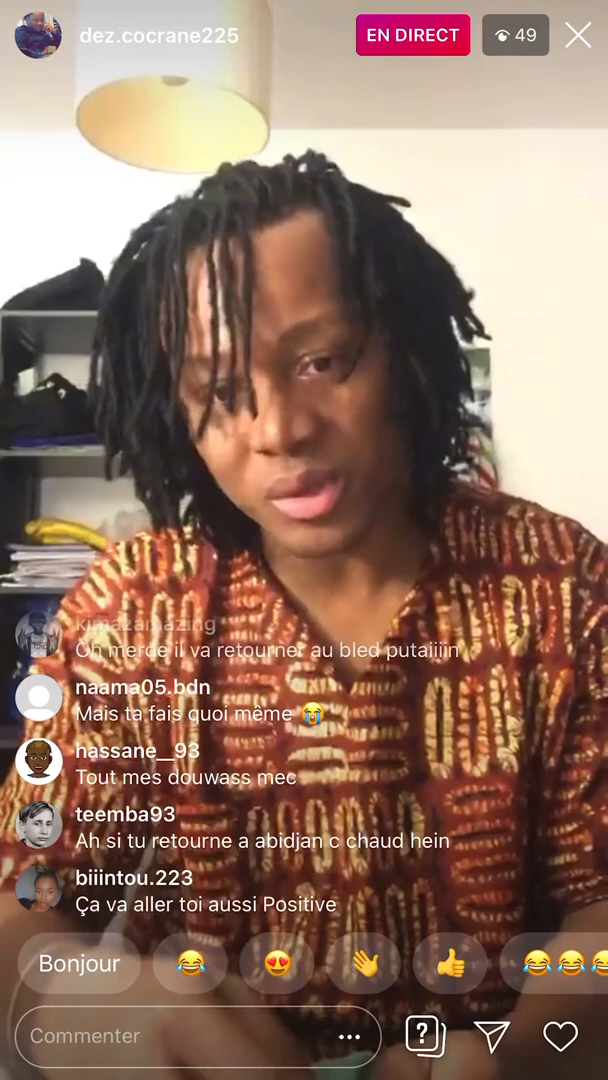 dez.cocrane225
EN DIRECT
49
kimazamazing
Oh merde il va retourner au bled putaiiiin
naama05.bdn
Mais ta fais quoi même 😭
hassane__93
Tout mes douwass mec
teemba93
Ah si tu retourne a abidjan c chaud hein
biiintou.223
Ça va aller toi aussi Positive
Bonjour 😂 😍 👋 👍 😂😂😂
Commenter